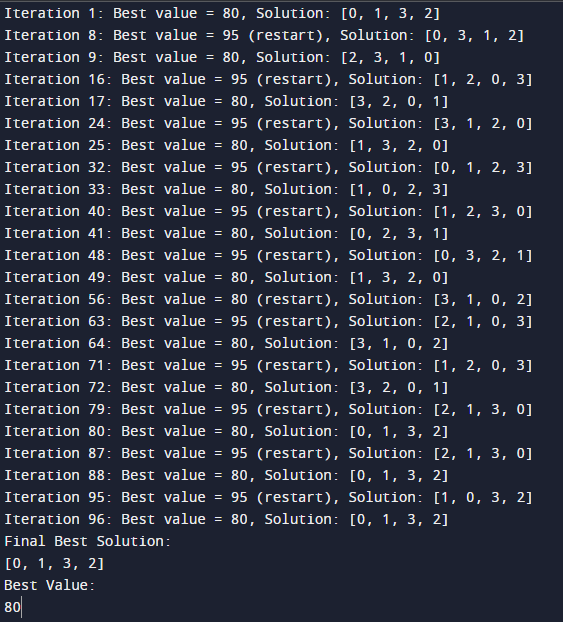 Iteration 1: Best value = 80, Solution: [0, 1, 3, 2]
Iteration 8: Best value = 95 (restart), Solution: [0, 3, 1, 2]
Iteration 9: Best value = 80, Solution: [2, 3, 1, 0]
Iteration 16: Best value = 95 (restart), Solution: [1, 2, 0, 3]
Iteration 17: Best value = 80, Solution: [3, 2, 0, 1]
Iteration 24: Best value = 95 (restart), Solution: [3, 1, 2, 0]
Iteration 25: Best value = 80, Solution: [1, 3, 2, 0]
Iteration 32: Best value = 95 (restart), Solution: [0, 1, 2, 3]
Iteration 33: Best value = 80, Solution: [1, 0, 2, 3]
Iteration 40: Best value = 95 (restart), Solution: [1, 2, 3, 0]
Iteration 41: Best value = 80, Solution: [0, 2, 3, 1]
Iteration 48: Best value = 95 (restart), Solution: [0, 3, 2, 1]
Iteration 49: Best value = 80, Solution: [1, 3, 2, 0]
Iteration 56: Best value = 80 (restart), Solution: [3, 1, 0, 2]
Iteration 63: Best value = 95 (restart), Solution: [2, 1, 0, 3]
Iteration 64: Best value = 80, Solution: [3, 1, 0, 2]
Iteration 71: Best value = 95 (restart), Solution: [1, 2, 0, 3]
Iteration 72: Best value = 80, Solution: [3, 2, 0, 1]
Iteration 79: Best value = 95 (restart), Solution: [2, 1, 3, 0]
Iteration 80: Best value = 80, Solution: [0, 1, 3, 2]
Iteration 87: Best value = 95 (restart), Solution: [2, 1, 3, 0]
Iteration 88: Best value = 80, Solution: [0, 1, 3, 2]
Iteration 95: Best value = 95 (restart), Solution: [1, 0, 3, 2]
Iteration 96: Best value = 80, Solution: [0, 1, 3, 2]
Final Best Solution:
[0, 1, 3, 2]
Best Value:
80